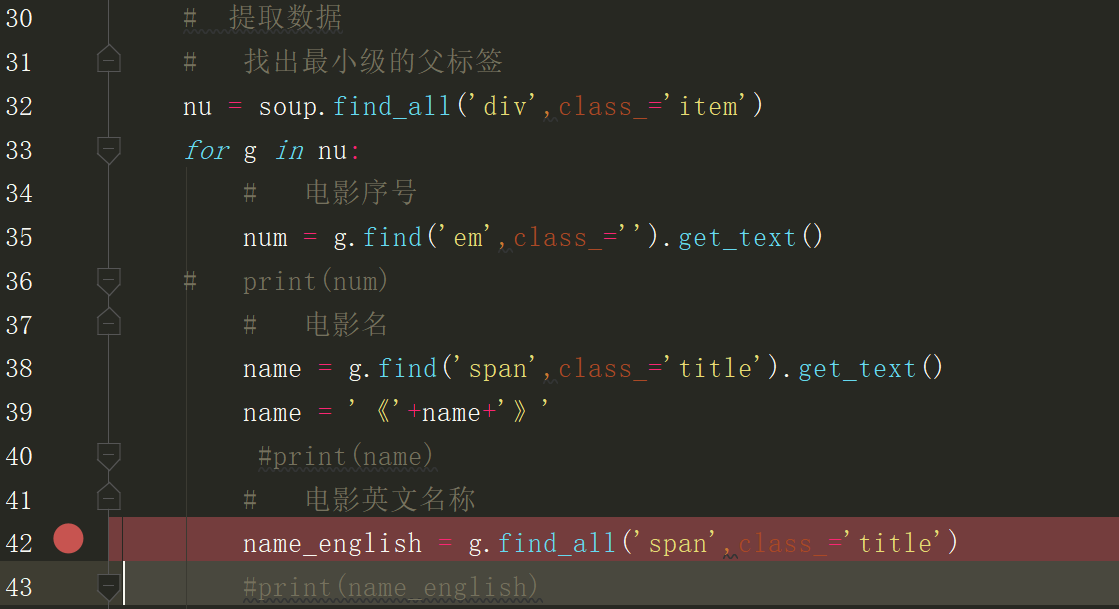 30 # 提取数据
31 # 找出最小级的父标签
32 nu = soup.find_all('div',class_='item')
33 for g in nu:
34 # 电影序号
35 num = g.find('em',class_='').get_text()
36 # print(num)
37 # 电影名
38 name = g.find('span',class_='title').get_text()
39 name = '《'+name+'》'
40 #print(name)
41 # 电影英文名称
42 name_english = g.find_all('span',class_='title')
43 #print(name_english)